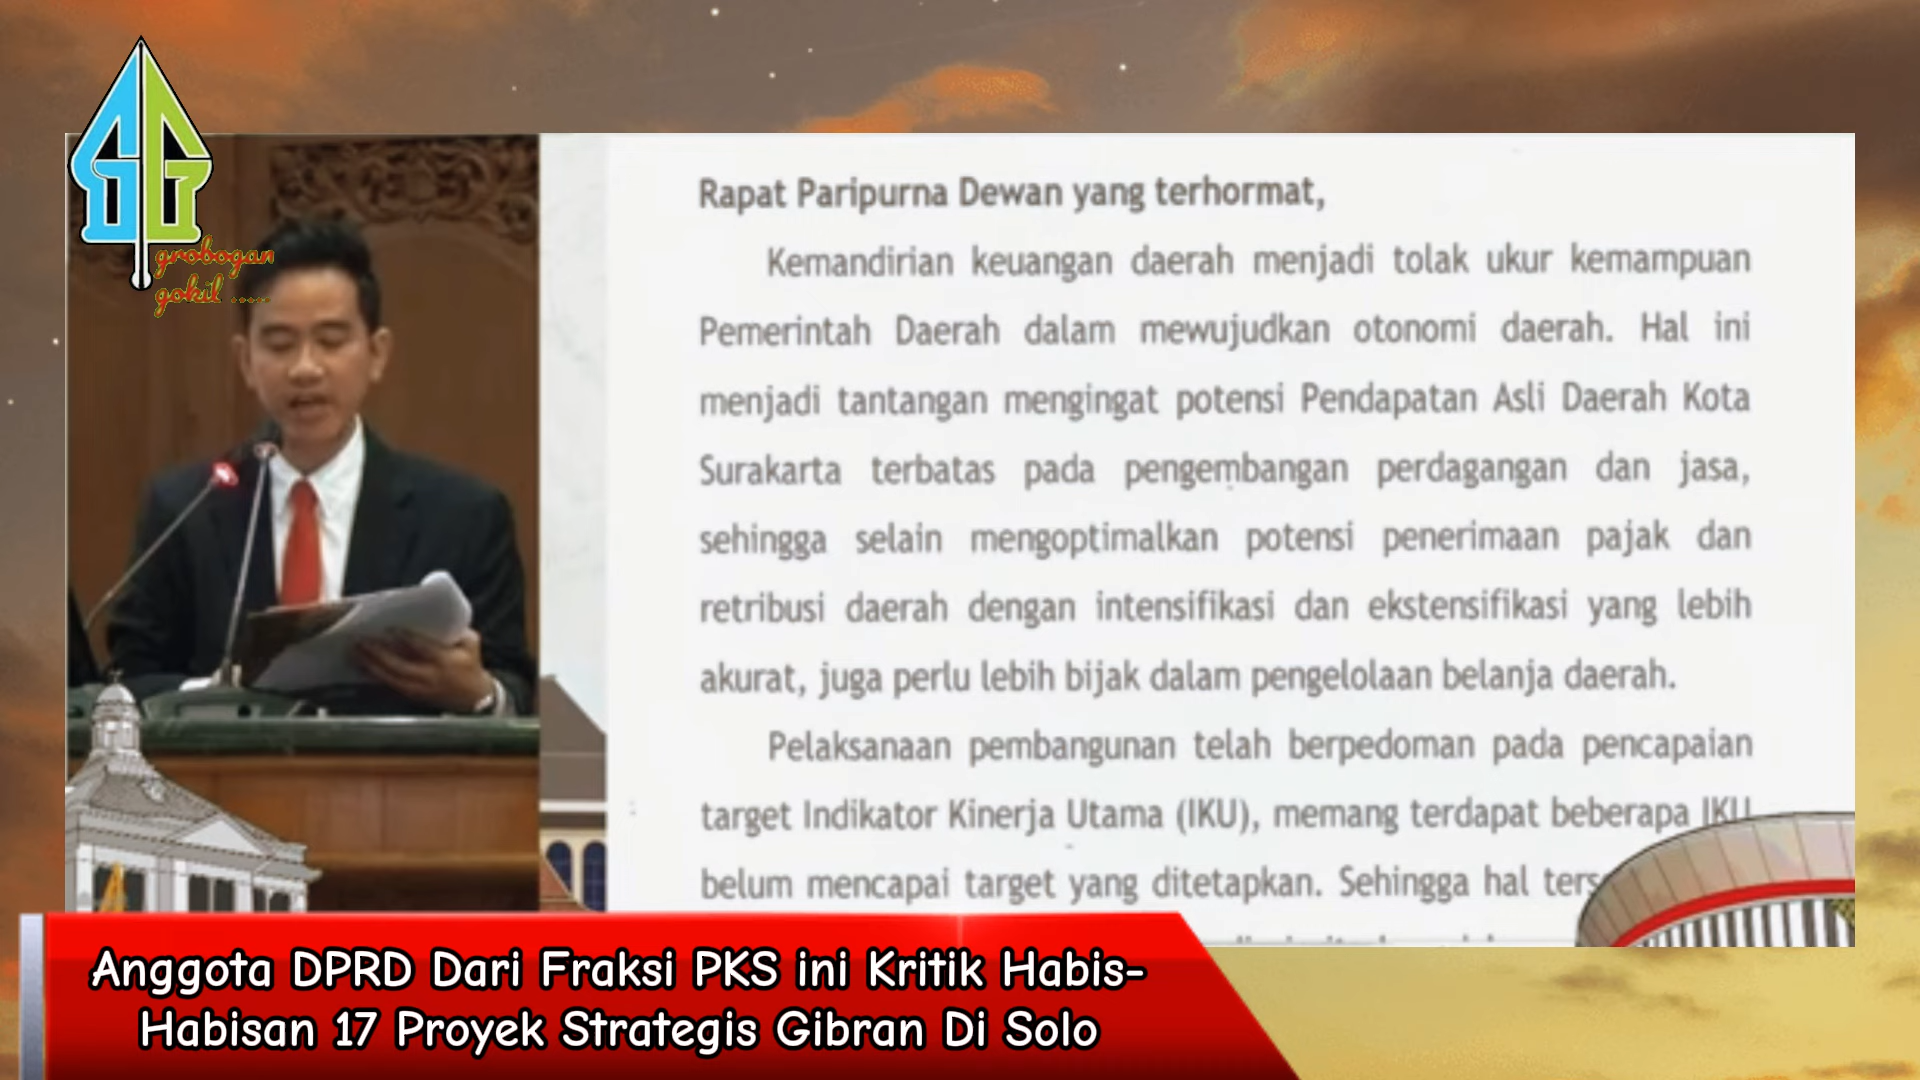 GG
grobogan
gokil .....
Rapat Paripurna Dewan yang terhormat,
Kemandirian keuangan daerah menjadi tolak ukur kemampuan
Pemerintah Daerah dalam mewujudkan otonomi daerah. Hal ini
menjadi tantangan mengingat potensi Pendapatan Asli Daerah Kota
Surakarta terbatas pada pengembangan perdagangan dan jasa,
sehingga selain mengoptimalkan potensi penerimaan pajak dan
retribusi daerah dengan intensifikasi dan ekstensifikasi yang lebih
akurat, juga perlu lebih bijak dalam pengelolaan belanja daerah.
Pelaksanaan pembangunan telah berpedoman pada pencapaian
target Indikator Kinerja Utama (IKU), memang terdapat beberapa IKU
belum mencapai target yang ditetapkan. Sehingga hal
Anggota DPRD Dari Fraksi PKS ini Kritik Habis-
Habisan 17 Proyek Strategis Gibran Di Solo